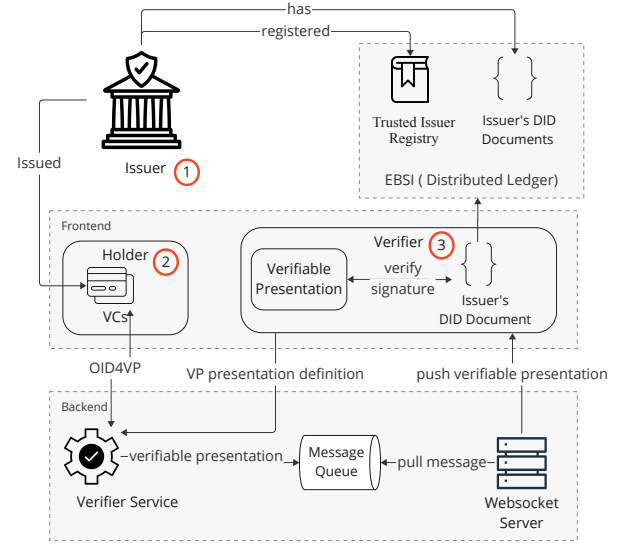 has
registered
Trusted Issuer
Registry
Issuer's DID
Documents
EBSI ( Distributed Ledger)
Issuer
1
Issued
Frontend
Holder
2
VCs
Verifier
3
Verifiable
Presentation
verify
signature
Issuer's
DID Document
OID4VP
VP presentation definition
push verifiable presentation
Backend
Verifier Service
verifiable presentation
Message
Queue
pull message
Websocket
Server